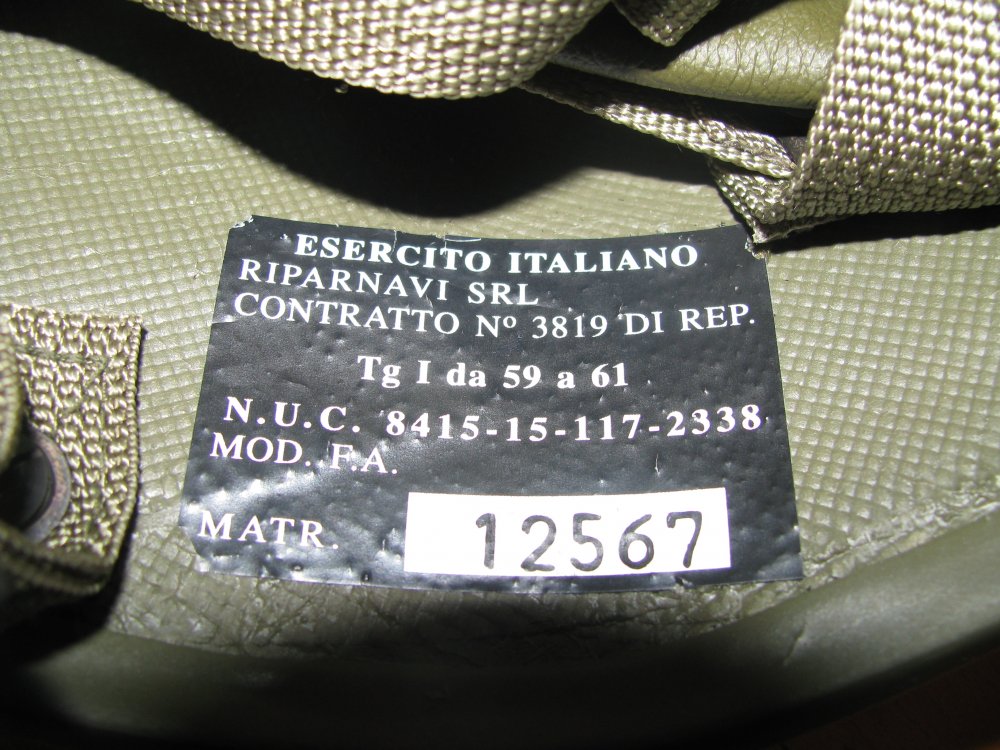 ESERCITO ITALIANO
RIPARNAVI SRL
CONTRATTO Nº 3819 DI REP.
Tg I da 59 a 61
N.U.C. 8415-15-117-2338
MOD. F.A.
MATR. 12567